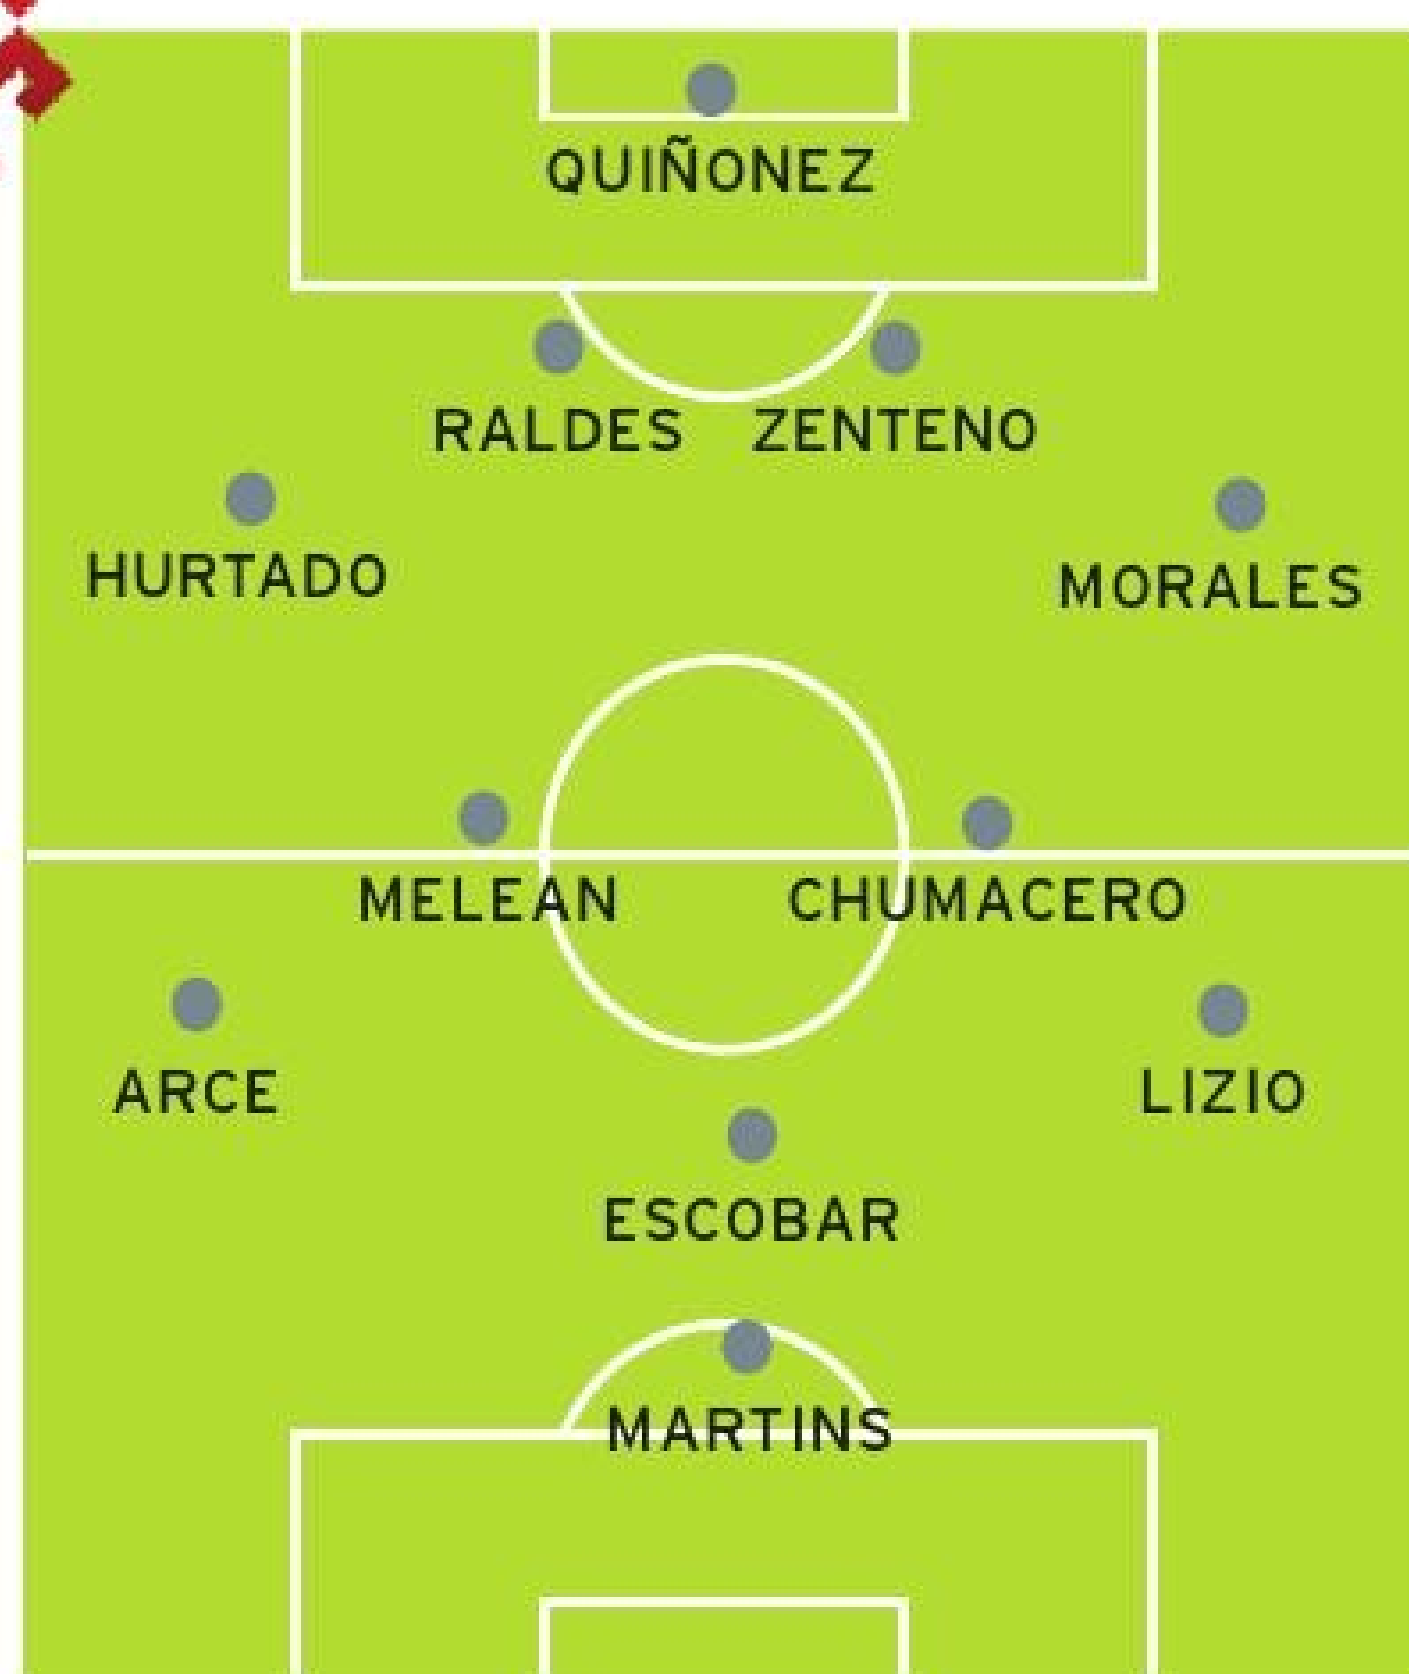 QUIÑONEZ
RALDES ZENTENO
HURTADO
MORALES
MELEAN CHUMACERO
ARCE LIZIO
ESCOBAR
MARTINS